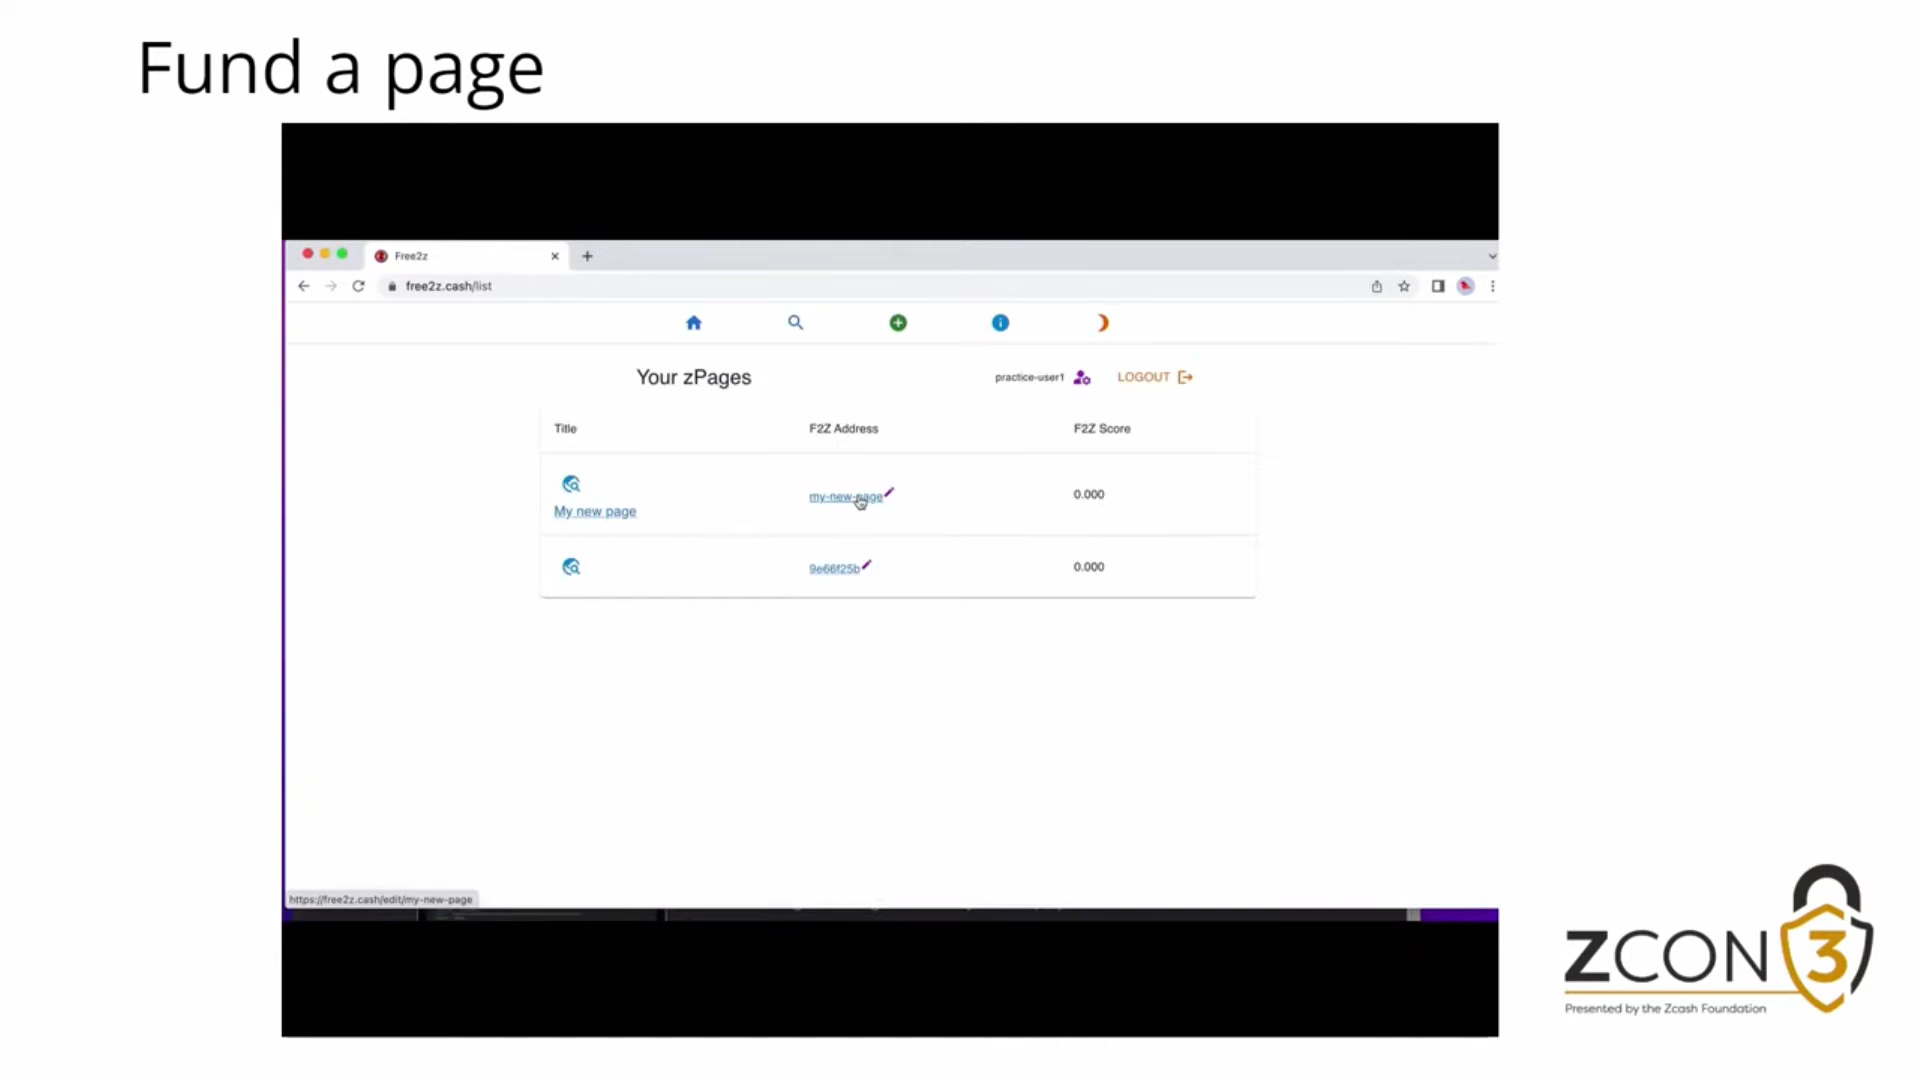 Fund a page
Free2z
free2z.cash/list
Your zPages
practice-user1
LOGOUT
Title
F2Z Address
F2Z Score
my-new-page
0.000
My new page
9e66f25b
0.000
https://free2z.cash/edit/my-new-page
ZCON 3
Presented by the Zcash Foundation